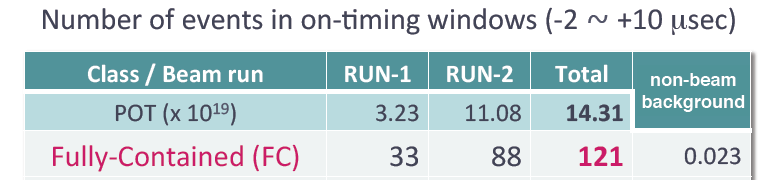 Number of events in on-timing windows (-2 ~ +10 μsec)
Class / Beam run RUN-1 RUN-2 Total non-beam background
POT (x 10¹⁹) 3.23 11.08 14.31
Fully-Contained (FC) 33 88 121 0.023